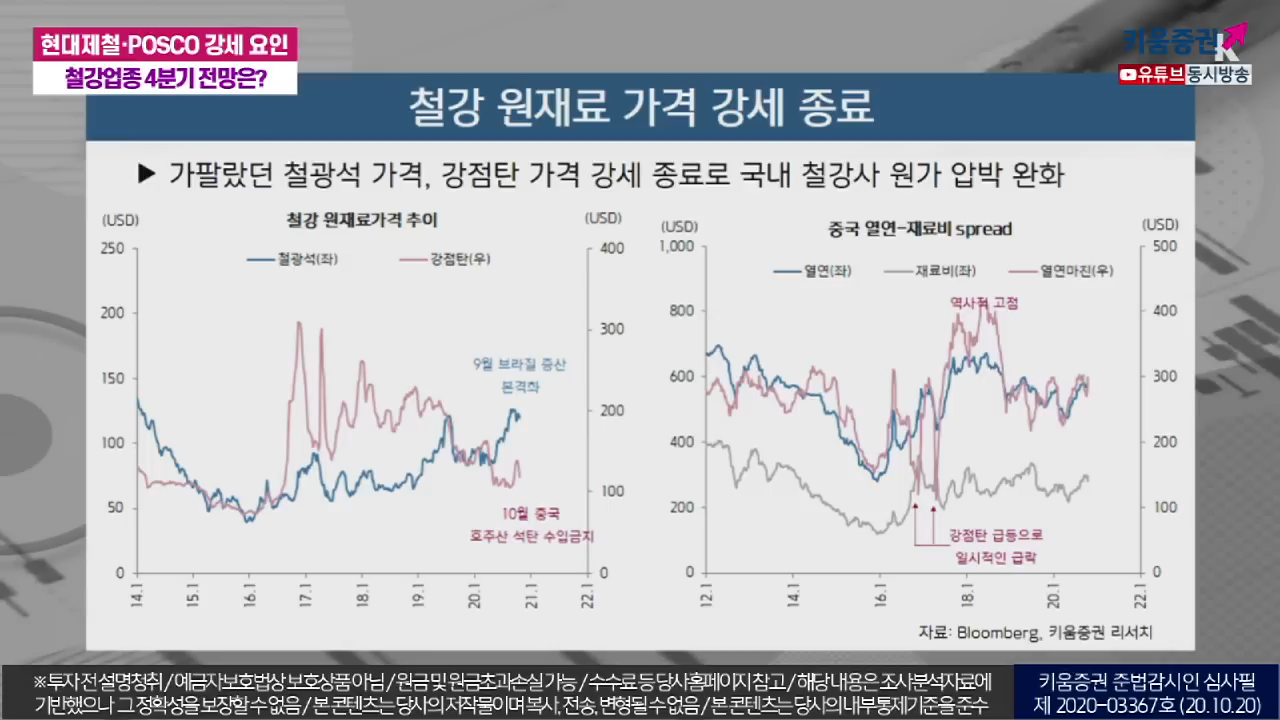 현대제철·POSCO 강세 요인
철강업종 4분기 전망은?
키움증권K
유튜브동시방송
철강 원재료 가격 강세 종료
▶ 가팔랐던 철광석 가격, 강점탄 가격 강세 종료로 국내 철강사 원가 압박 완화
철강 원재료가격 추이
(USD)
(USD)
철광석(좌)
강점탄(우)
250
200
150
100
50
0
400
300
200
100
0
9월 브라질 증산
본격화
10월 중국
호주산 석탄 수입금지
14.1
15.1
16.1
17.1
18.1
19.1
20.1
21.1
22.1
중국 열연-재료비 spread
(USD)
(USD)
열연(좌)
재료비(좌)
열연마진(우)
1,000
800
600
400
200
0
500
400
300
200
100
0
역사적 고점
강점탄 급등으로
일시적인 급락
12.1
14.1
16.1
18.1
20.1
22.1
자료: Bloomberg, 키움증권 리서치
※ 투자 전 설명청취 / 예금자보호법상 보호상품 아님 / 원금 및 원금초과손실 가능 / 수수료 등 당사홈페이지 참고 / 해당 내용은 조사분석자료에
기반했으나 그 정확성을 보장할 수 없음 / 본 콘텐츠는 당사의 저작물이며 복사, 전송, 변형될 수 없음 / 본 콘텐츠는 당사의 내부통제기준을 준수
키움증권 준법감시인 심사필
제 2020-03367호 (20.10.20)